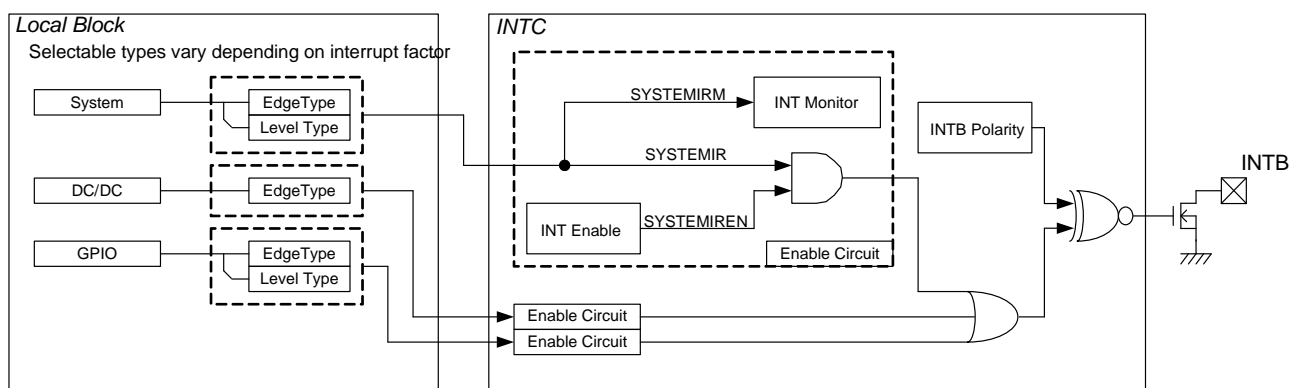 Local Block
Selectable types vary depending on interrupt factor
System
EdgeType
Level Type
DC/DC
EdgeType
GPIO
EdgeType
Level Type
INTC
SYSTEMIRM
INT Monitor
SYSTEMIR
INT Enable
SYSTEMIREN
Enable Circuit
Enable Circuit
Enable Circuit
INTB Polarity
INTB